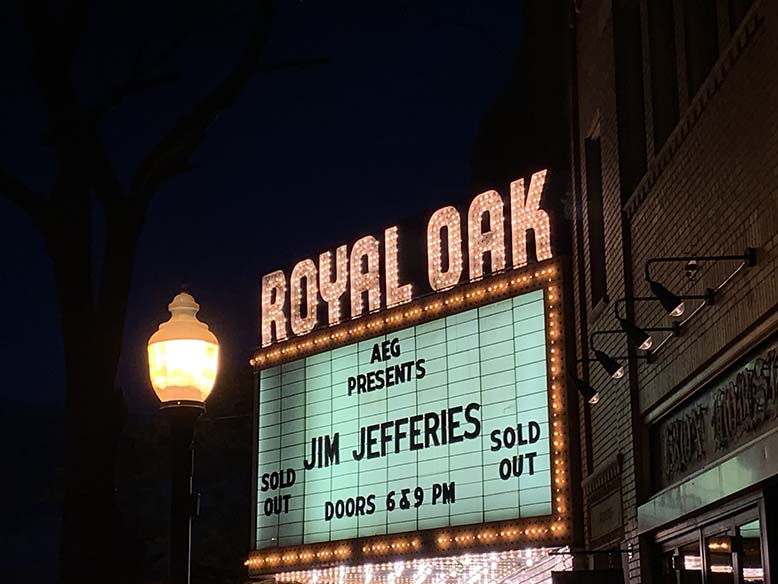 ROYAL OAK
AEG
PRESENTS
JIM JEFFERIES
SOLD
OUT
SOLD
OUT
DOORS 6 & 9 PM